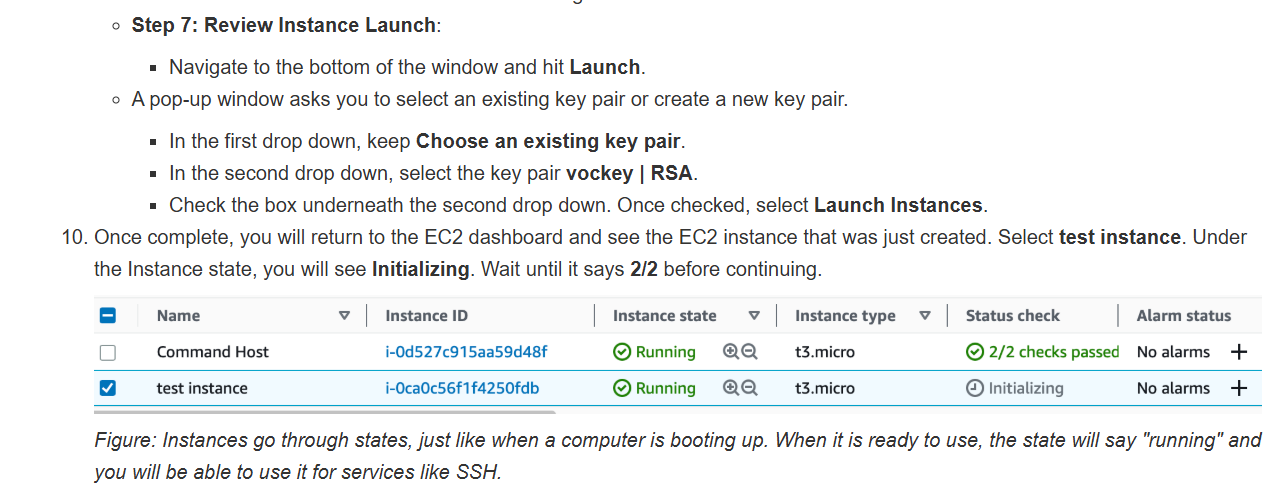 Step 7: Review Instance Launch:
Navigate to the bottom of the window and hit Launch.
A pop-up window asks you to select an existing key pair or create a new key pair.
In the first drop down, keep Choose an existing key pair.
In the second drop down, select the key pair vockey | RSA.
Check the box underneath the second drop down. Once checked, select Launch Instances.
10. Once complete, you will return to the EC2 dashboard and see the EC2 instance that was just created. Select test instance. Under
the Instance state, you will see Initializing. Wait until it says 2/2 before continuing.
Name Instance ID Instance state Instance type Status check Alarm status
Command Host i-0d527c915aa59d48f Running t3.micro 2/2 checks passed No alarms +
test instance i-0ca0c56f1f4250fdb Running t3.micro Initializing No alarms +
Figure: Instances go through states, just like when a computer is booting up. When it is ready to use, the state will say "running" and
you will be able to use it for services like SSH.